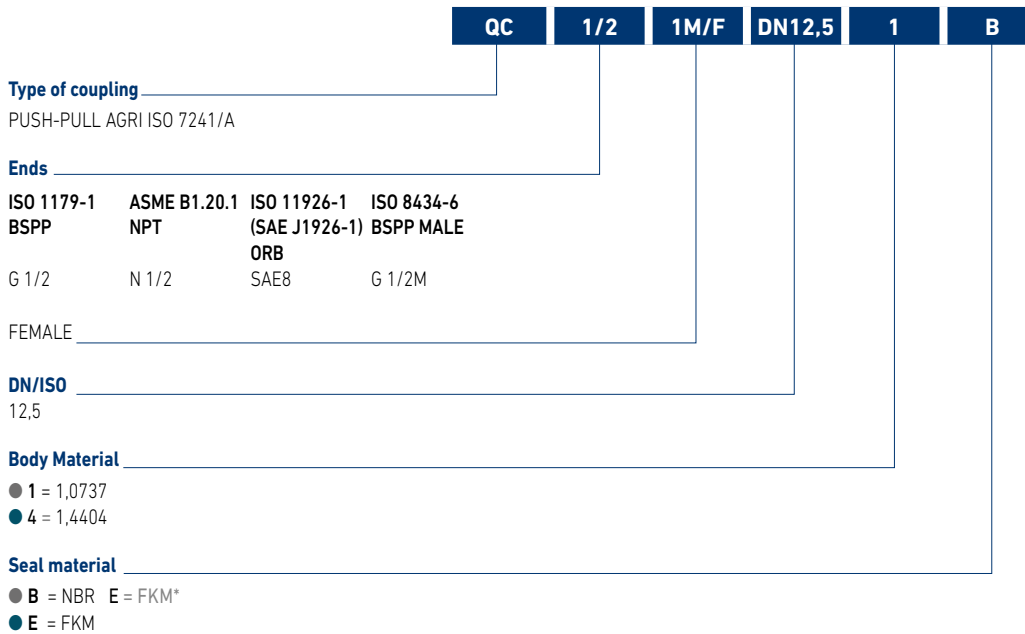 QC 1/2 1M/F DN12,5 1 B
Type of coupling
PUSH-PULL AGRI ISO 7241/A
Ends
ISO 1179-1 ASME B1.20.1 ISO 11926-1 ISO 8434-6
BSPP NPT (SAE J1926-1) BSPP MALE
ORB
G 1/2 N 1/2 SAE8 G 1/2M
FEMALE
DN/ISO
12,5
Body Material
1 = 1,0737
4 = 1,4404
Seal material
B = NBR E = FKM*
E = FKM